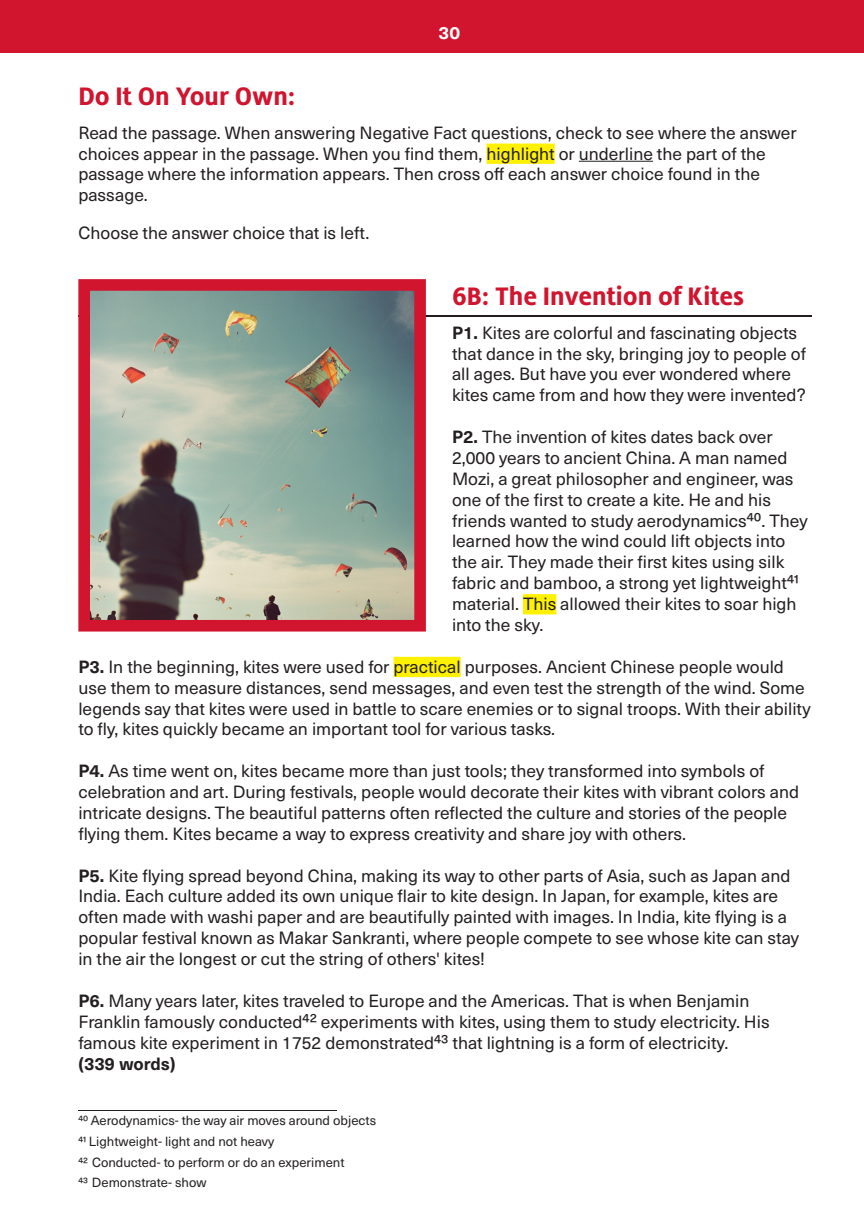 30
Do It On Your Own:
Read the passage. When answering Negative Fact questions, check to see where the answer
choices appear in the passage. When you find them, highlight or underline the part of the
passage where the information appears. Then cross off each answer choice found in the
passage.
Choose the answer choice that is left.
6B: The Invention of Kites
P1. Kites are colorful and fascinating objects
that dance in the sky, bringing joy to people of
all ages. But have you ever wondered where
kites came from and how they were invented?
P2. The invention of kites dates back over
2,000 years to ancient China. A man named
Mozi, a great philosopher and engineer, was
one of the first to create a kite. He and his
friends wanted to study aerodynamics⁴⁰. They
learned how the wind could lift objects into
the air. They made their first kites using silk
fabric and bamboo, a strong yet lightweight⁴¹
material. This allowed their kites to soar high
into the sky.
P3. In the beginning, kites were used for practical purposes. Ancient Chinese people would
use them to measure distances, send messages, and even test the strength of the wind. Some
legends say that kites were used in battle to scare enemies or to signal troops. With their ability
to fly, kites quickly became an important tool for various tasks.
P4. As time went on, kites became more than just tools; they transformed into symbols of
celebration and art. During festivals, people would decorate their kites with vibrant colors and
intricate designs. The beautiful patterns often reflected the culture and stories of the people
flying them. Kites became a way to express creativity and share joy with others.
P5. Kite flying spread beyond China, making its way to other parts of Asia, such as Japan and
India. Each culture added its own unique flair to kite design. In Japan, for example, kites are
often made with washi paper and are beautifully painted with images. In India, kite flying is a
popular festival known as Makar Sankranti, where people compete to see whose kite can stay
in the air the longest or cut the string of others' kites!
P6. Many years later, kites traveled to Europe and the Americas. That is when Benjamin
Franklin famously conducted⁴² experiments with kites, using them to study electricity. His
famous kite experiment in 1752 demonstrated⁴³ that lightning is a form of electricity.
(339 words)
⁴⁰ Aerodynamics- the way air moves around objects
⁴¹ Lightweight- light and not heavy
⁴² Conducted- to perform or do an experiment
⁴³ Demonstrate- show